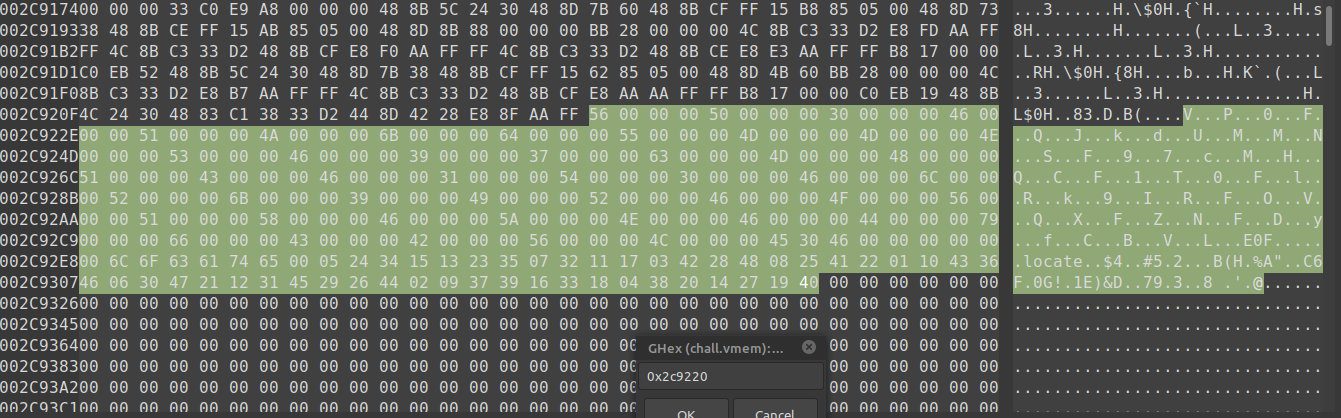 002C917400 00 00 33 C0 E9 A8 00 00 00 48 8B 5C 24 30 48 8D 7B 60 48 8B CF FF 15 B8 85 05 00 48 8D 73 ...3......H.\$0H.{`H........H.s
002C919338 48 8B CE FF 15 AB 85 05 00 48 8D 8B 88 00 00 00 BB 28 00 00 00 4C 8B C3 33 D2 E8 FD AA FF 8H........H.......(...L..3.....
002C91B2FF 4C 8B C3 33 D2 48 8B CF E8 F0 AA FF FF 4C 8B C3 33 D2 48 8B CE E8 E3 AA FF FF B8 17 00 00 .L..3.H.......L..3.H...........
002C91D1C0 EB 52 48 8B 5C 24 30 48 8D 7B 38 48 8B CF FF 15 62 85 05 00 48 8D 4B 60 BB 28 00 00 00 4C ..RH.\$0H.{8H....b...H.K`.(...L
002C91F08B C3 33 D2 E8 B7 AA FF FF 4C 8B C3 33 D2 48 8B CF E8 AA AA FF FF B8 17 00 00 C0 EB 19 48 8B ..3......L..3.H..............H.
002C920F4C 24 30 48 83 C1 38 33 D2 44 8D 42 28 E8 8F AA FF 56 00 00 00 50 00 00 00 30 00 00 00 46 00 L$0H..83.D.B(....V...P...0...F.
002C922E00 00 51 00 00 00 4A 00 00 00 6B 00 00 00 64 00 00 00 55 00 00 00 4D 00 00 00 4D 00 00 00 4E ..Q...J...k...d...U...M...M...N
002C924D00 00 00 53 00 00 00 46 00 00 00 39 00 00 00 37 00 00 00 63 00 00 00 4D 00 00 00 48 00 00 00 ...S...F...9...7...c...M...H...
002C926C51 00 00 00 43 00 00 00 46 00 00 00 31 00 00 00 54 00 00 00 30 00 00 00 46 00 00 00 6C 00 00 Q...C...F...1...T...0...F...l..
002C928B00 52 00 00 00 6B 00 00 00 39 00 00 00 49 00 00 00 52 00 00 00 46 00 00 00 4F 00 00 00 56 00 .R...k...9...I...R...F...O...V.
002C92AA00 00 51 00 00 00 58 00 00 00 46 00 00 00 5A 00 00 00 4E 00 00 00 46 00 00 00 44 00 00 00 79 ..Q...X...F...Z...N...F...D...y
002C92C900 00 00 66 00 00 00 43 00 00 00 42 00 00 00 56 00 00 00 4C 00 00 00 45 30 46 00 00 00 00 00 ...f...C...B...V...L...E0F.....
002C92E800 6C 6F 63 61 74 65 00 05 24 34 15 13 23 35 07 32 11 17 03 42 28 48 08 25 41 22 01 10 43 36 .locate..$4..#5.2...B(H.%A"..C6
002C930746 06 30 47 21 12 31 45 29 26 44 02 09 37 39 16 33 18 04 38 20 14 27 19 40 00 00 00 00 00 00 F.0G!.1E)&D..79.3..8 .'.@......
002C932600 00 00 00 00 00 00 00 00 00 00 00 00 00 00 00 00 00 00 00 00 00 00 00 00 00 00 00 00 00 00 ...............................
002C934500 00 00 00 00 00 00 00 00 00 00 00 00 00 00 00 00 00 00 00 00 00 00 00 00 00 00 00 00 00 00 ...............................
002C936400 00 00 00 00 00 00 00 00 00 00 00 00 00 00 00 00 00 00 00 00 00 00 ...............................
GHex (chall.vmem):...
002C938300 00 00 00 00 00 00 00 00 00 00 00 00 00 00 00 00 00 00 00 00 00 00 ...............................
0x2c9220
002C93A200 00 00 00 00 00 00 00 00 00 00 00 00 00 00 00 00 00 00 00 00 00 00 ...............................
002C93C100 00 00 00 00 00 00 00 00 00 00 00 00 00 00 00 00 00 00 00 00 00 00 ...............................
OK Cancel